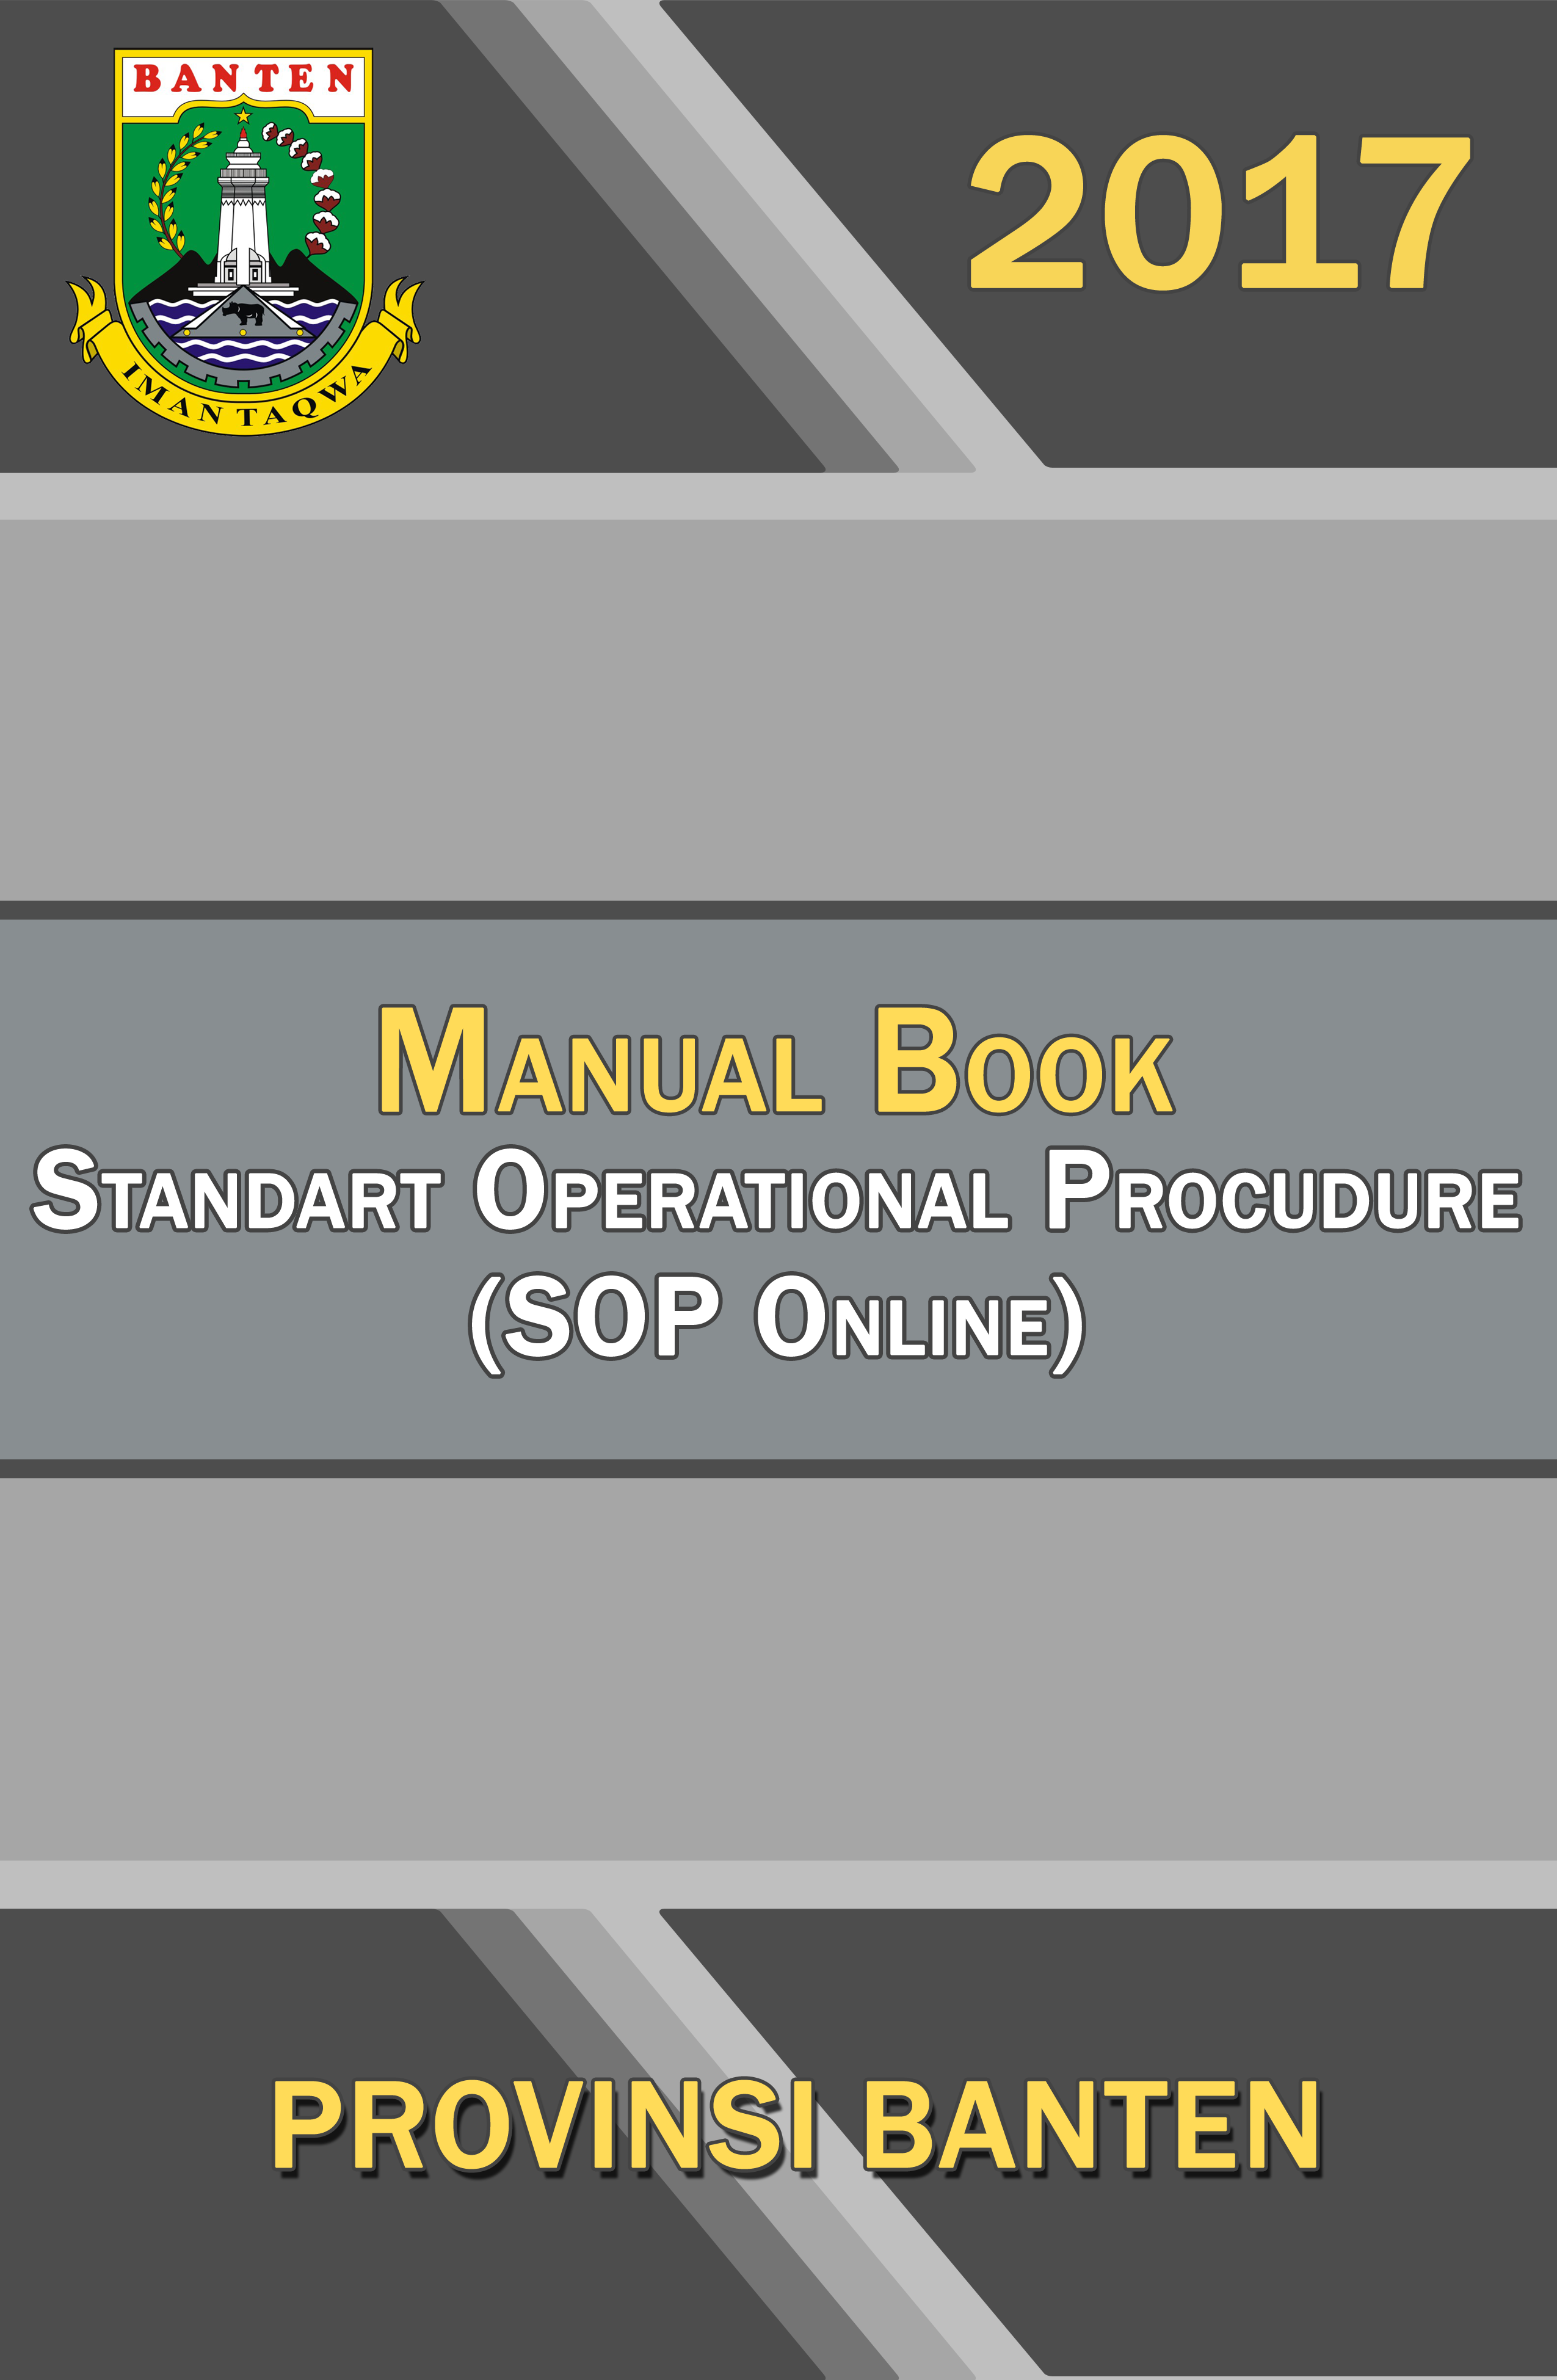 BANTEN
IMAN TAQWA
2017
Manual Book
Standart Operational Procudure
(SOP Online)
PROVINSI BANTEN